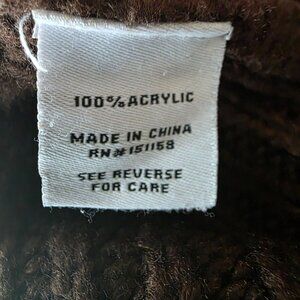 100% ACRYLIC
MADE IN CHINA
RN#151158
SEE REVERSE
FOR CARE